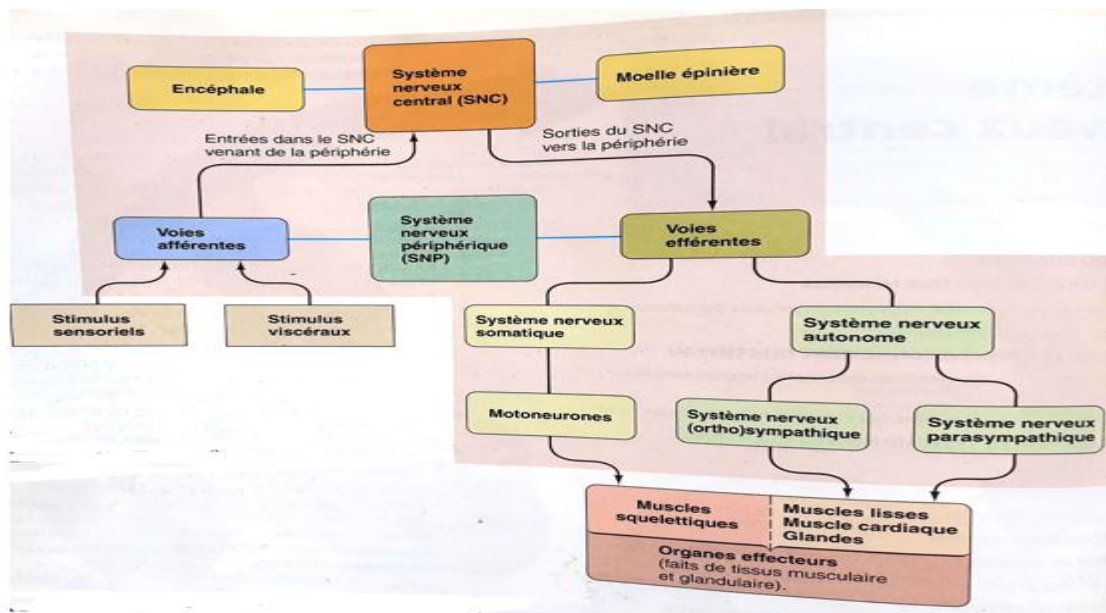 Encéphale
Système
nerveux
central (SNC)
Moelle épinière
Entrées dans le SNC
venant de la périphérie
Sorties du SNC
vers la périphérie
Voies
afférentes
Système
nerveux
périphérique
(SNP)
Voies
efférentes
Stimulus
sensoriels
Stimulus
viscéraux
Système nerveux
somatique
Système nerveux
autonome
Motoneurones
Système nerveux
(ortho)sympathique
Système nerveux
parasympathique
Muscles
squelettiques
Muscles lisses
Muscle cardiaque
Glandes
Organes effecteurs
(faits de tissus musculaire
et glandulaire).